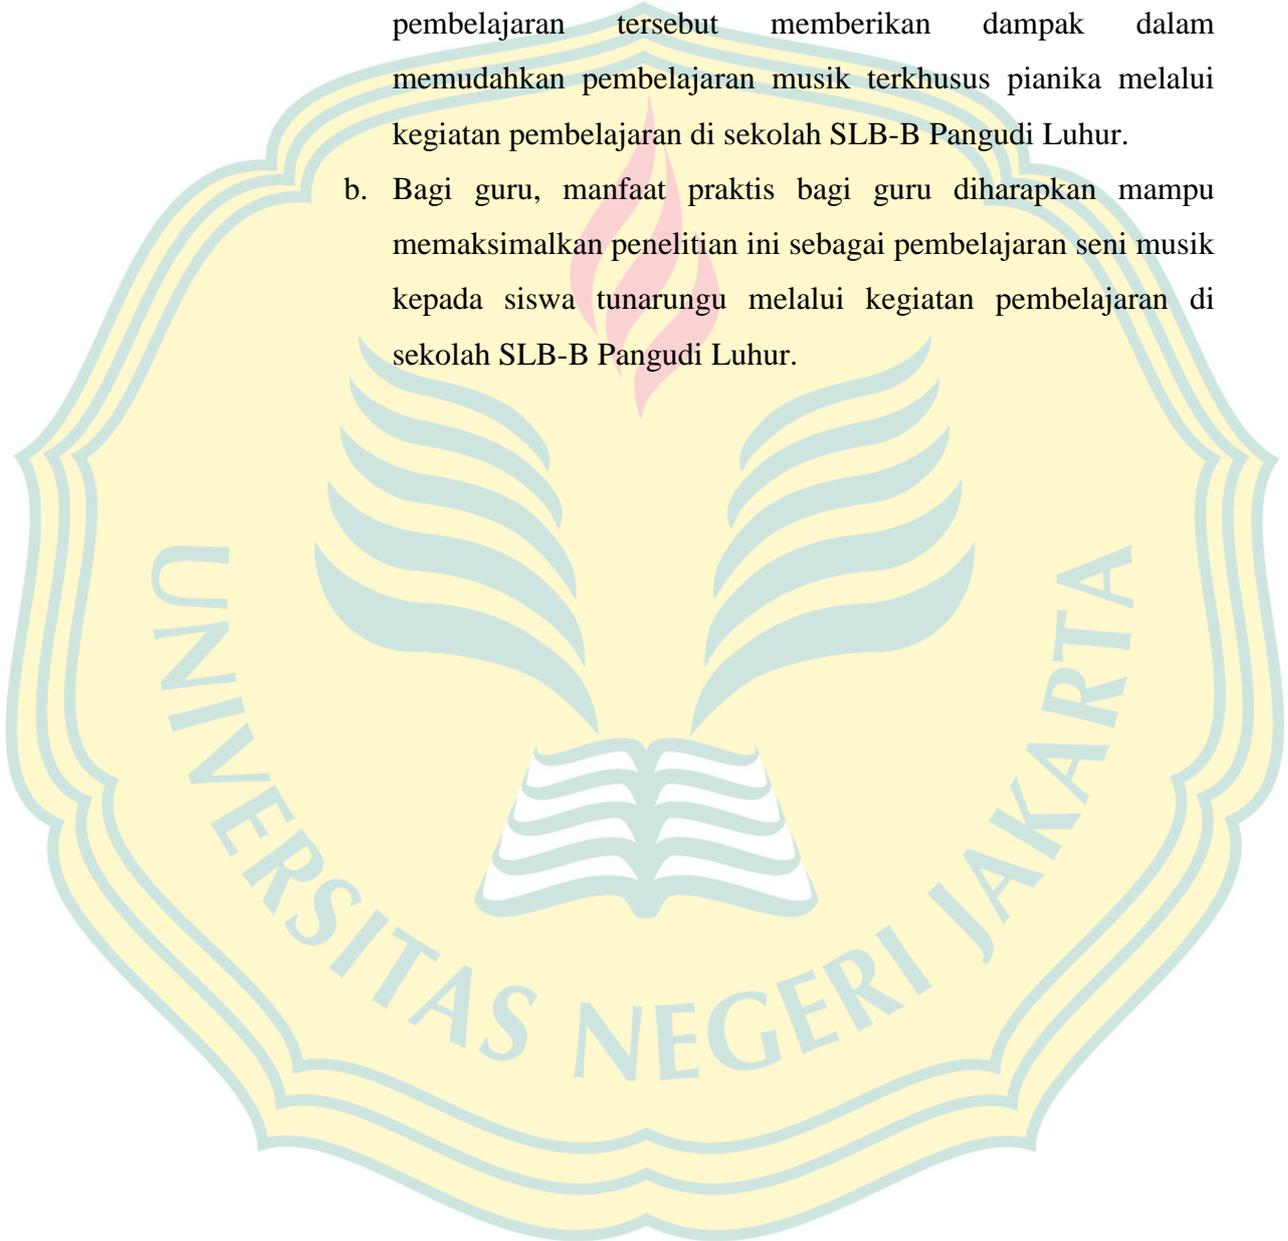 pembelajaran tersebut memberikan dampak dalam
memudahkan pembelajaran musik terkhusus pianika melalui
kegiatan pembelajaran di sekolah SLB-B Pangudi Luhur.
b. Bagi guru, manfaat praktis bagi guru diharapkan mampu
memaksimalkan penelitian ini sebagai pembelajaran seni musik
kepada siswa tunarungu melalui kegiatan pembelajaran di
sekolah SLB-B Pangudi Luhur.
UNIVERSITAS NEGERI JAKARTA